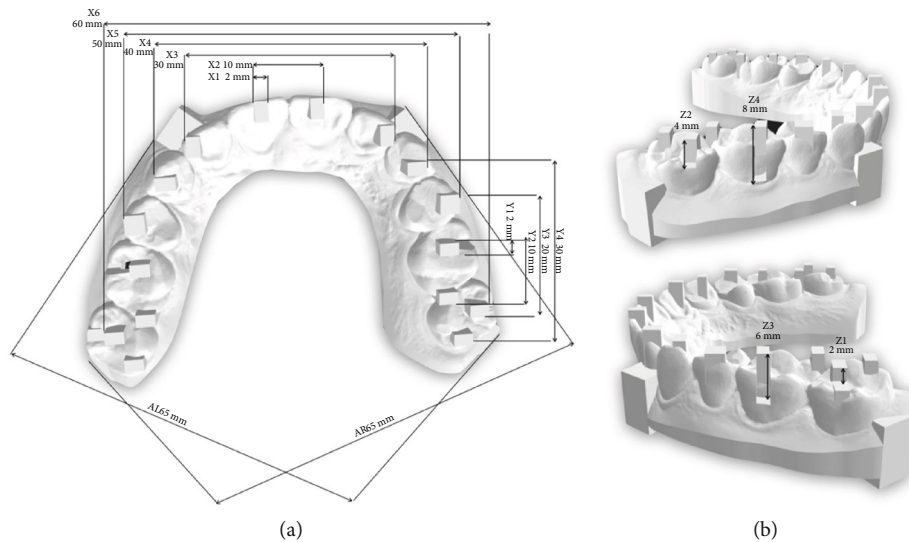 X6
60 mm
X5
50 mm
X4
40 mm
X3
30 mm
X2 10 mm
X1 2 mm
Y1 2 mm
Y2 10 mm
Y3 20 mm
Y4 30 mm
AL65 mm
AR65 mm
(a)
Z2
4 mm
Z4
8 mm
Z3
6 mm
Z1
2 mm
(b)